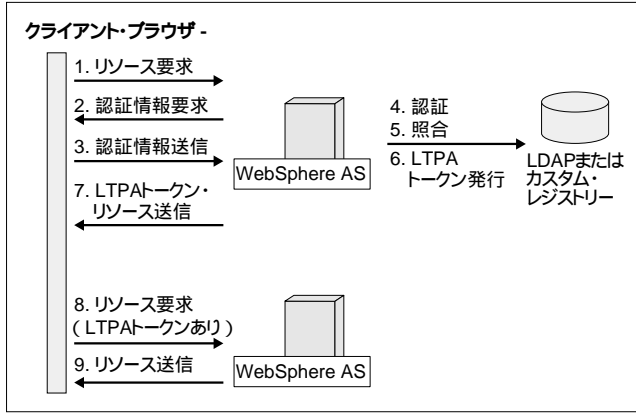 クライアント・ブラウザ -
1. リソース要求
2. 認証情報要求
3. 認証情報送信
WebSphere AS
4. 認証
5. 照合
6. LTPA
トークン発行
LDAPまたは
カスタム・
レジストリー
7. LTPAトークン・
リソース送信
8. リソース要求
(LTPAトークンあり)
9. リソース送信
WebSphere AS